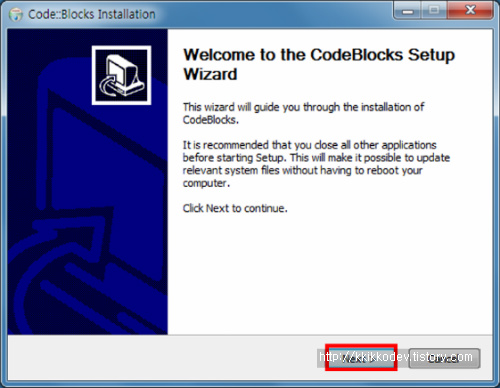 Code::Blocks Installation
Welcome to the CodeBlocks Setup
Wizard
This wizard will guide you through the installation of
CodeBlocks.
It is recommended that you close all other applications
before starting Setup. This will make it possible to update
relevant system files without having to reboot your
computer.
Click Next to continue.
http://kkikkodev.tistory.com